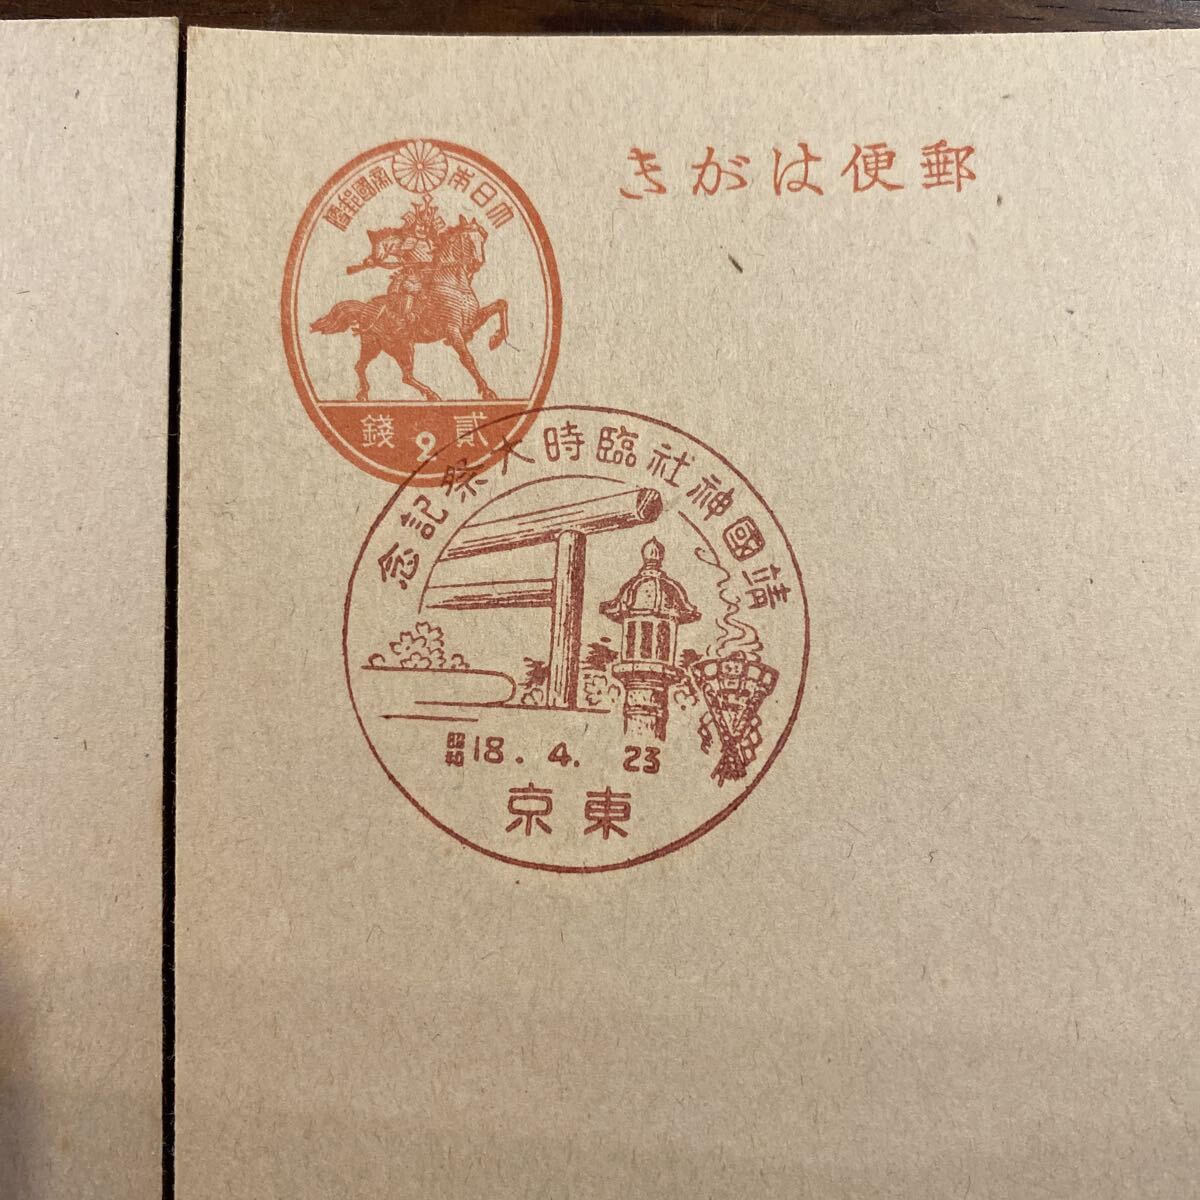 郵便はがき
大日本帝國郵便
貳錢
2
靖國神社臨時大祭記念
昭和18.4.23
東京